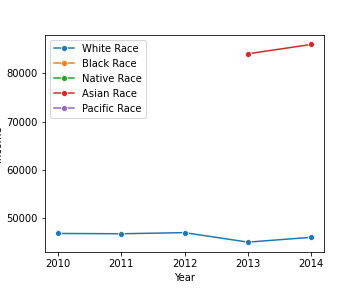 White Race
Black Race
Native Race
Asian Race
Pacific Race
80000
70000
60000
50000
2010 2011 2012 2013 2014
Year